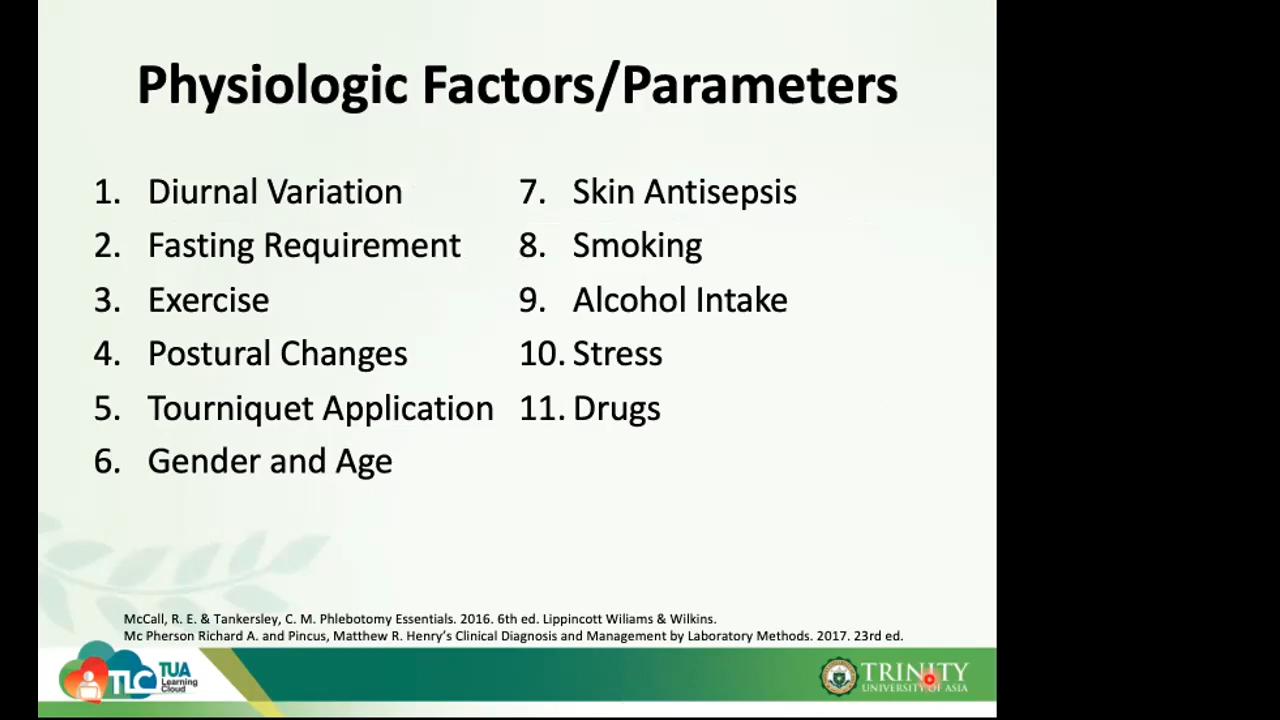 Physiologic Factors/Parameters
1. Diurnal Variation
2. Fasting Requirement
3. Exercise
4. Postural Changes
5. Tourniquet Application
6. Gender and Age
7. Skin Antisepsis
8. Smoking
9. Alcohol Intake
10. Stress
11. Drugs
McCall, R. E. & Tankersley, C. M. Phlebotomy Essentials. 2016. 6th ed. Lippincott Wiliams & Wilkins.
Mc Pherson Richard A. and Pincus, Matthew R. Henry's Clinical Diagnosis and Management by Laboratory Methods. 2017. 23rd ed.
TLC TUA
Learning
Cloud
TRINITY
UNIVERSITY OF ASIA